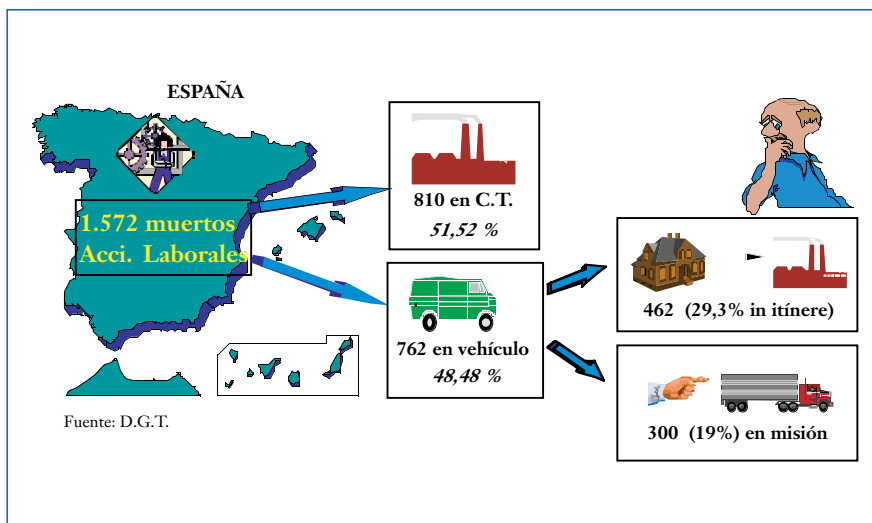 ESPAÑA
1.572 muertos
Acci. Laborales
810 en C.T.
51,52 %
762 en vehículo
48,48 %
462 (29,3% in itínere)
300 (19%) en misión
Fuente: D.G.T.